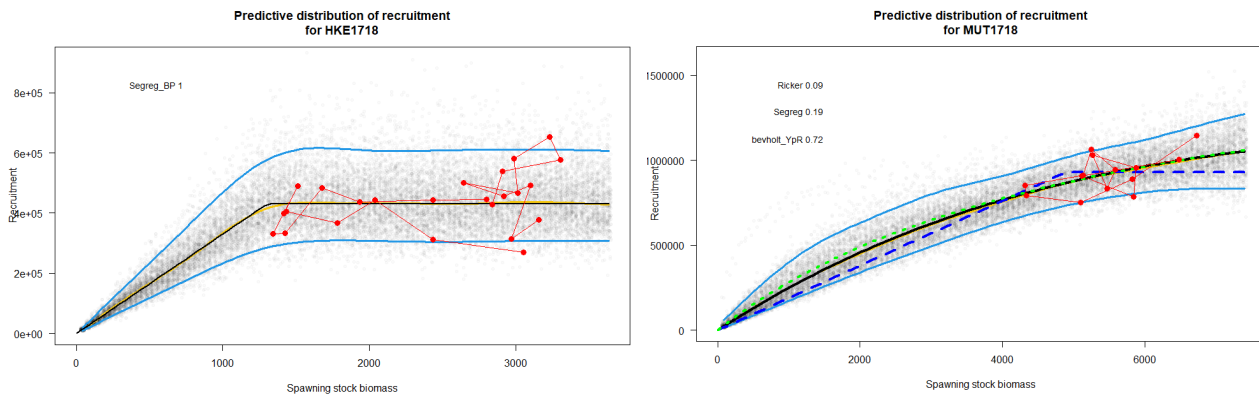 Predictive distribution of recruitment
for HKE1718
Segreg_BP 1
8e+05
6e+05
4e+05
2e+05
0e+00
Recruitment
0 1000 2000 3000
Spawning stock biomass
Predictive distribution of recruitment
for MUT1718
Ricker 0.09
Segreg 0.19
bevholt_YpR 0.72
1500000
1000000
500000
0
Recruitment
0 2000 4000 6000
Spawning stock biomass